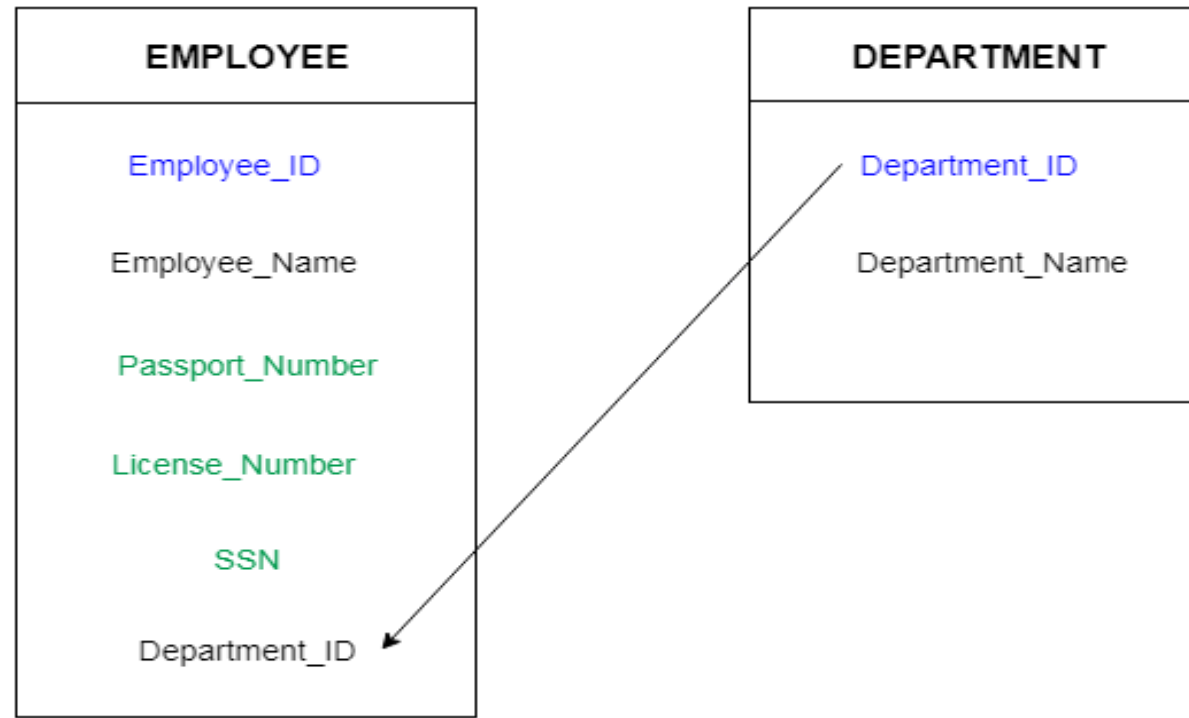 EMPLOYEE
Employee_ID
Employee_Name
Passport_Number
License_Number
SSN
Department_ID
DEPARTMENT
Department_ID
Department_Name